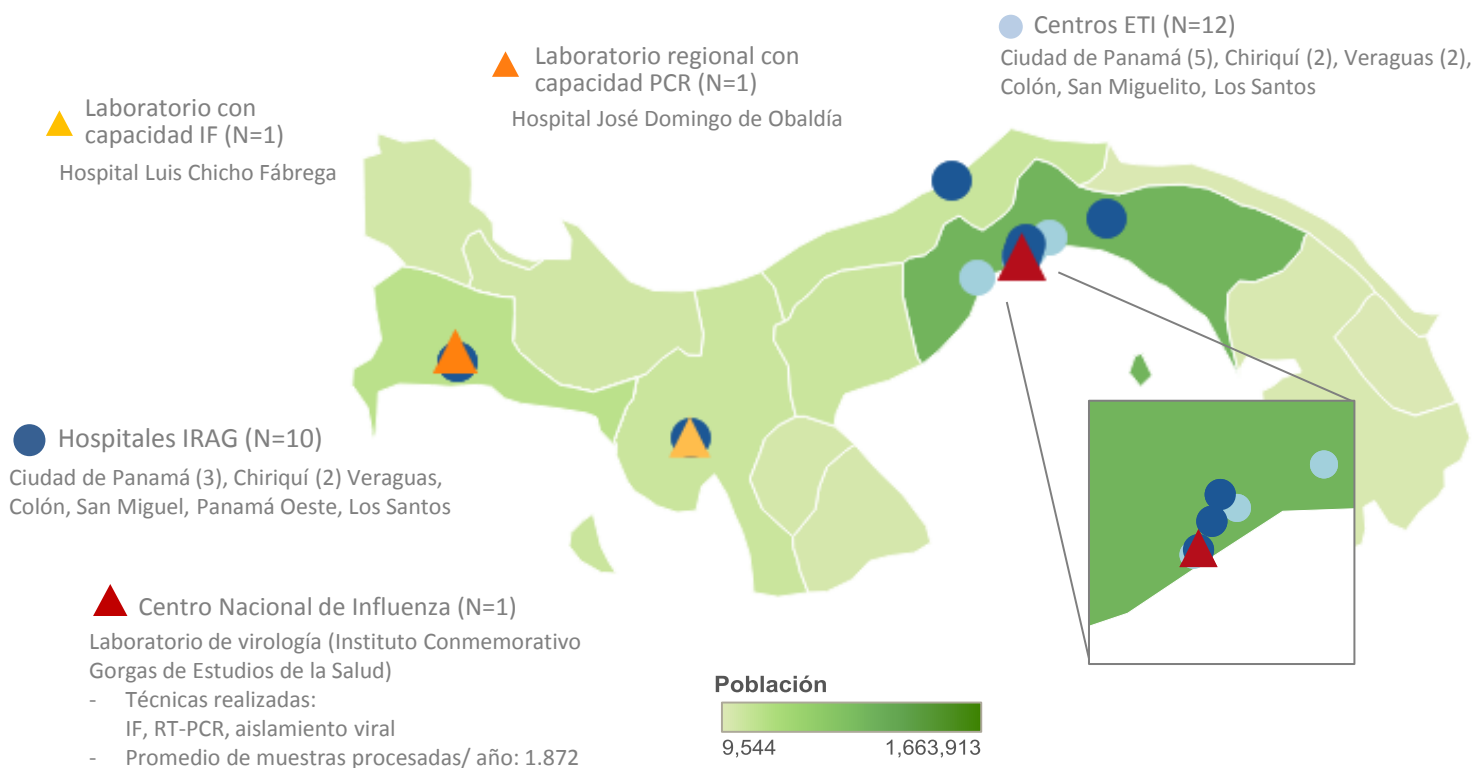 Centros ETI (N=12)
Ciudad de Panamá (5), Chiriquí (2), Veraguas (2),
Colón, San Miguelito, Los Santos
Laboratorio regional con
capacidad PCR (N=1)
Hospital José Domingo de Obaldía
Laboratorio con
capacidad IF (N=1)
Hospital Luis Chicho Fábrega
Hospitales IRAG (N=10)
Ciudad de Panamá (3), Chiriquí (2) Veraguas,
Colón, San Miguel, Panamá Oeste, Los Santos
Centro Nacional de Influenza (N=1)
Laboratorio de virología (Instituto Conmemorativo
Gorgas de Estudios de la Salud)
- Técnicas realizadas:
IF, RT-PCR, aislamiento viral
- Promedio de muestras procesadas/ año: 1.872
Población
9,544 1,663,913